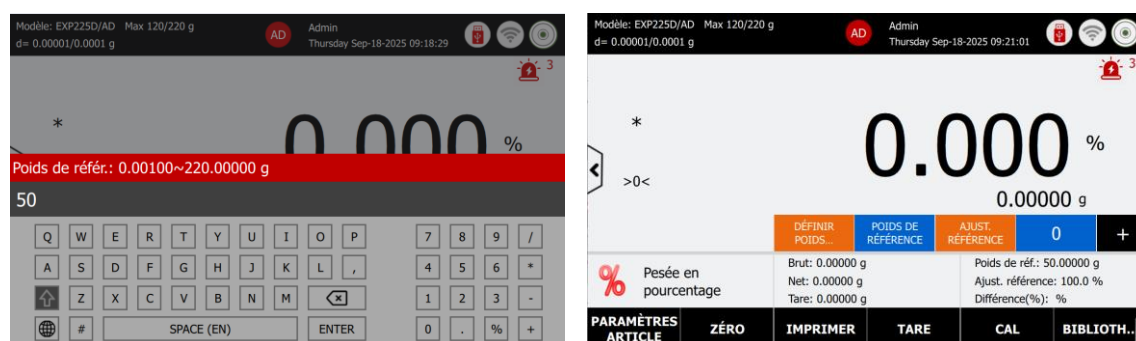 Modèle: EXP225D/AD Max 120/220 g
d= 0.00001/0.0001 g
AD
Admin
Thursday Sep-18-2025 09:18:29
3
*
0.000 %
Poids de référ.: 0.00100~220.00000 g
50
Q W E R T Y U I O P 7 8 9 /
A S D F G H J K L , 4 5 6 *
Z X C V B N M 1 2 3 -
# SPACE (EN) ENTER 0 . % +
Modèle: EXP225D/AD Max 120/220 g
d= 0.00001/0.0001 g
AD
Admin
Thursday Sep-18-2025 09:21:01
3
*
0.000 %
>0<
0.00000 g
DÉFINIR POIDS...
POIDS DE RÉFÉRENCE
AJUST. RÉFÉRENCE
0
+
% Pesée en pourcentage
Brut: 0.00000 g
Net: 0.00000 g
Tare: 0.00000 g
Poids de réf.: 50.00000 g
Ajust. référence: 100.0 %
Différence(%): %
PARAMÈTRES ARTICLE
ZÉRO
IMPRIMER
TARE
CAL
BIBLIOTH..